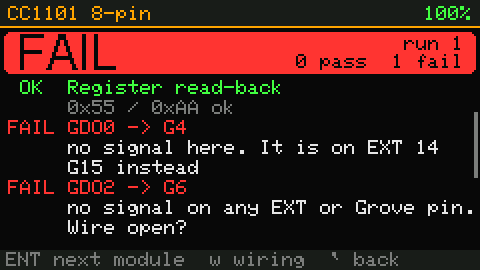 CC1101 8-pin 100%
FAIL run 1
0 pass 1 fail
OK Register read-back
0x55 / 0xAA ok
FAIL GDO0 -> G4
no signal here. It is on EXT 14
G15 instead
FAIL GDO2 -> G6
no signal on any EXT or Grove pin.
Wire open?
ENT next module w wiring ` back